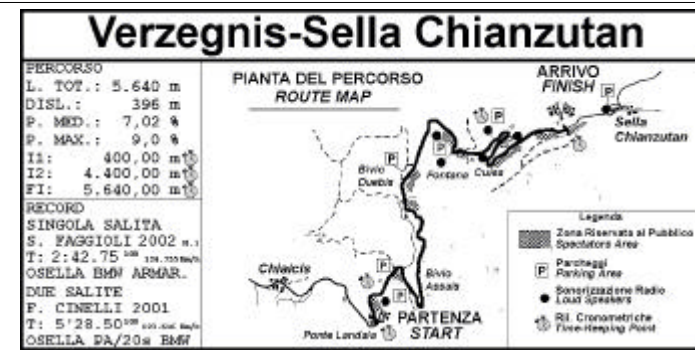 Verzegnis-Sella Chianzutan
PERCORSO
L. TOT.: 5.640 m
DISL.: 396 m
P. MED.: 7,02 %
P. MAX.: 9,0 %
I1: 400,00 m
I2: 4.400,00 m
FI: 5.640,00 m
RECORD
SINGOLA SALITA
S. FAGGIOLI 2002
T: 2:42.75
OSELLA BMW ARMAR.
DUE SALITE
F. CINELLI 2001
T: 5'28.50
OSELLA PA/20s BMW
PIANTA DEL PERCORSO
ROUTE MAP
ARRIVO
FINISH
P
Sella
Chianzutan
P
P
Bivio
Duebis
Fontana
Cuies
Chiaicis
P
Bivio
Assais
P
PARTENZA
START
Ponte Landaia
Legenda
Zona Riservata al Pubblico
Spectators Area
P
Parcheggi
Parking Area
Sonorizzazione Radio
Loud Speakers
Ril. Cronometriche
Time-Keeping Point